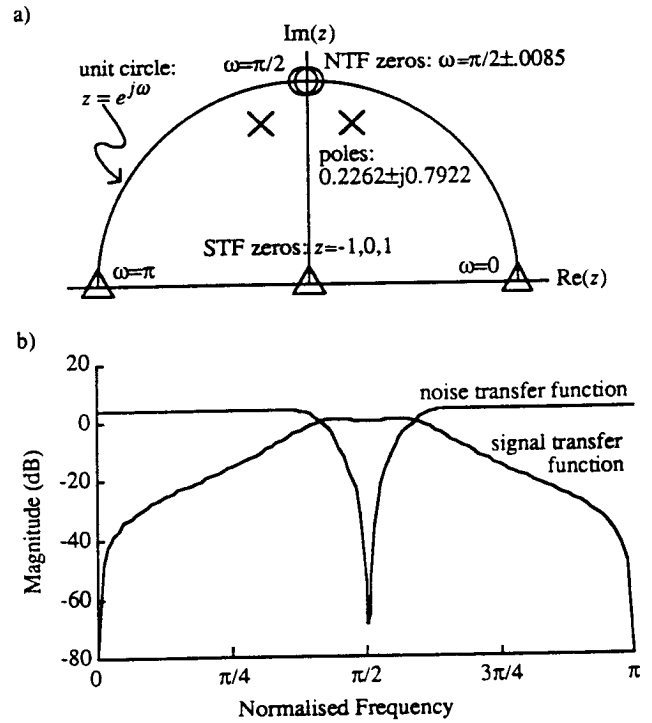 a)
Im(z)
unit circle:
z = e^{jω}
ω=π/2
NTF zeros: ω=π/2±.0085
poles:
0.2262±j0.7922
STF zeros: z=-1,0,1
ω=π
ω=0
Re(z)
b)
20
0
-20
-40
-60
-80
Magnitude (dB)
noise transfer function
signal transfer
function
0
π/4
π/2
3π/4
π
Normalised Frequency